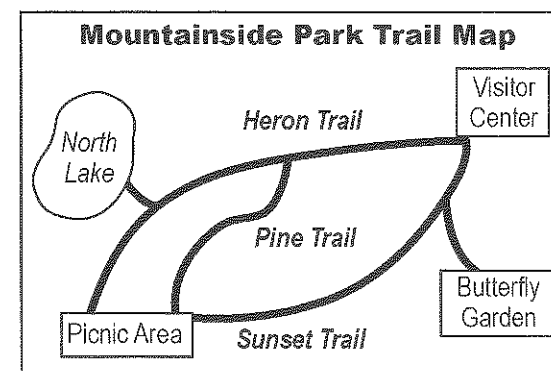 Mountainside Park Trail Map
Visitor
Center
Heron Trail
North
Lake
Pine Trail
Butterfly
Garden
Picnic Area
Sunset Trail